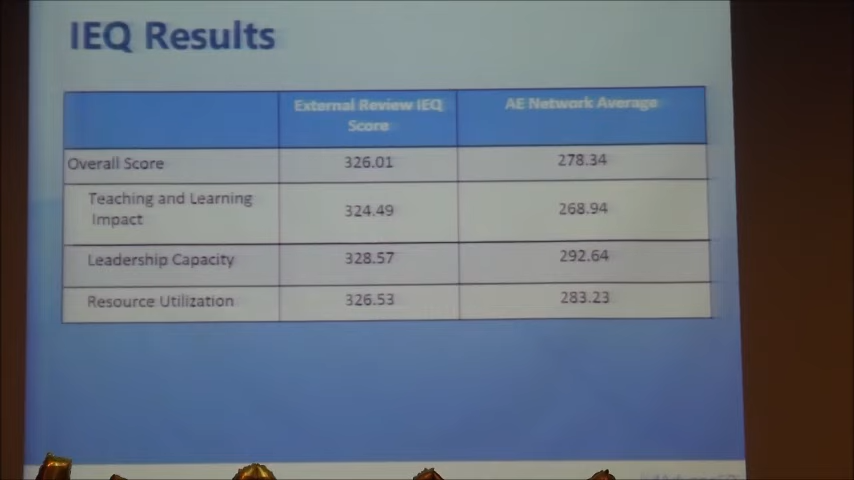 IEQ Results
External Review IEQ Score
AE Network Average
Overall Score 326.01 278.34
Teaching and Learning Impact 324.49 268.94
Leadership Capacity 328.57 292.64
Resource Utilization 326.53 283.23